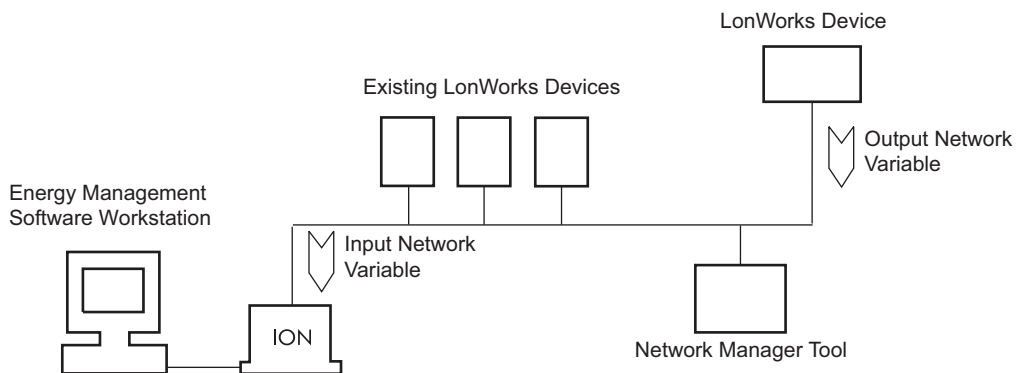 LonWorks Device
Existing LonWorks Devices
Output Network
Variable
Energy Management
Software Workstation
Input Network
Variable
ION
Network Manager Tool